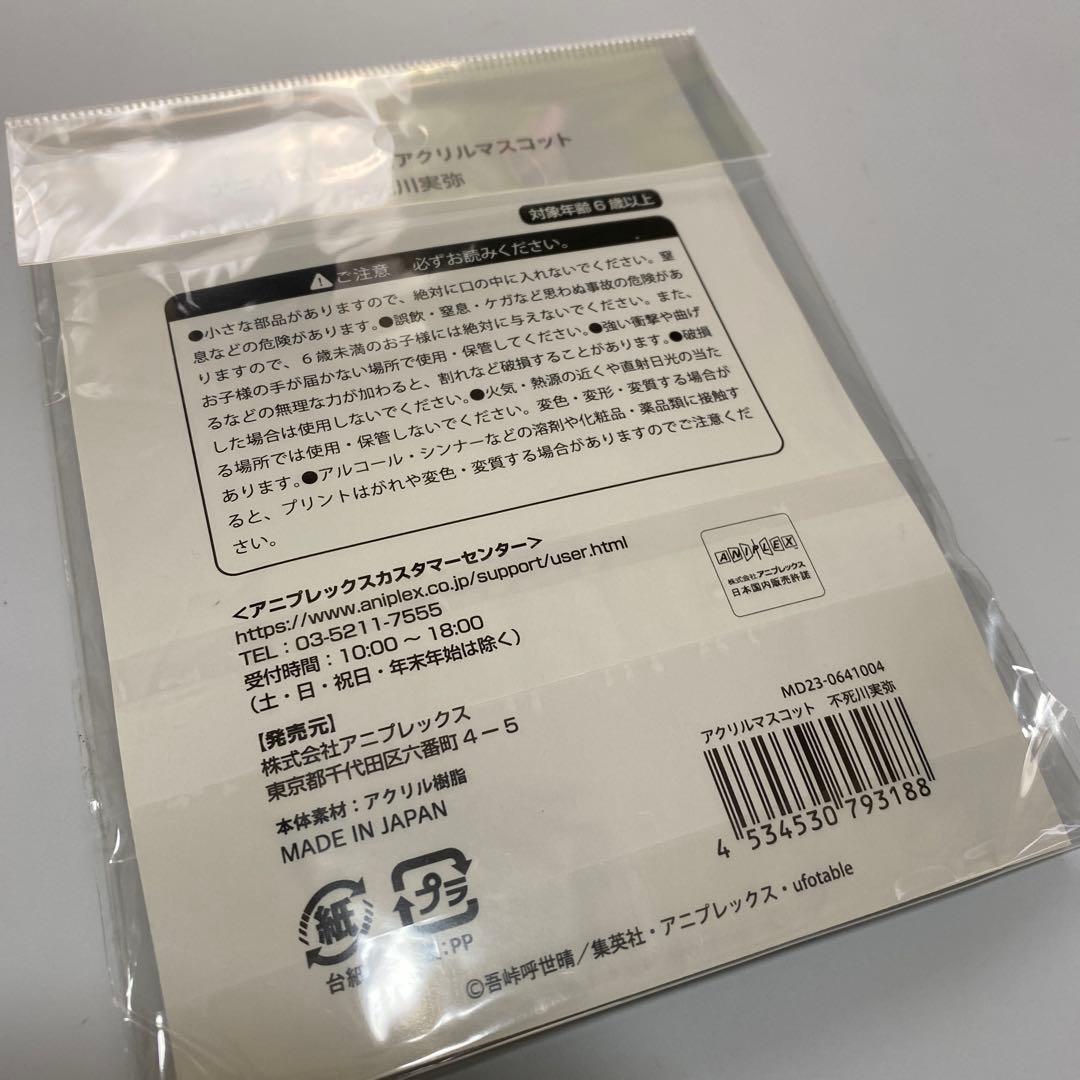 アクリルマスコット
川実弥
対象年齢6歳以上
ご注意 必ずお読みください。
●小さな部品がありますので、絶対に口の中に入れないでください。窒
息などの危険があります。●誤飲・窒息・ケガなど思わぬ事故の危険があ
りますので、6歳未満のお子様には絶対に与えないでください。また、
お子様の手が届かない場所で使用・保管してください。●強い衝撃や曲げ
るなどの無理な力が加わると、割れなど破損することがあります。●破損
した場合は使用しないでください。●火気・熱源の近くや直射日光の当た
る場所では使用・保管しないでください。変色・変形・変質する場合が
あります。●アルコール・シンナーなどの溶剤や化粧品・薬品類に接触す
ると、プリントはがれや変色・変質する場合がありますのでご注意くだ
さい。
<アニプレックスカスタマーセンター>
https://www.aniplex.co.jp/support/user.html
TEL:03-5211-7555
受付時間:10:00～18:00
(土・日・祝日・年末年始は除く)
【発売元】
株式会社アニプレックス
東京都千代田区六番町4-5
本体素材:アクリル樹脂
MADE IN JAPAN
ANIPLEX
株式会社アニプレックス
日本国内販売許諾
MD23-0641004
アクリルマスコット 不死川実弥
4 534530 793188
紙
台紙
プラ
:PP
©吾峠呼世晴/集英社・アニプレックス・ufotable